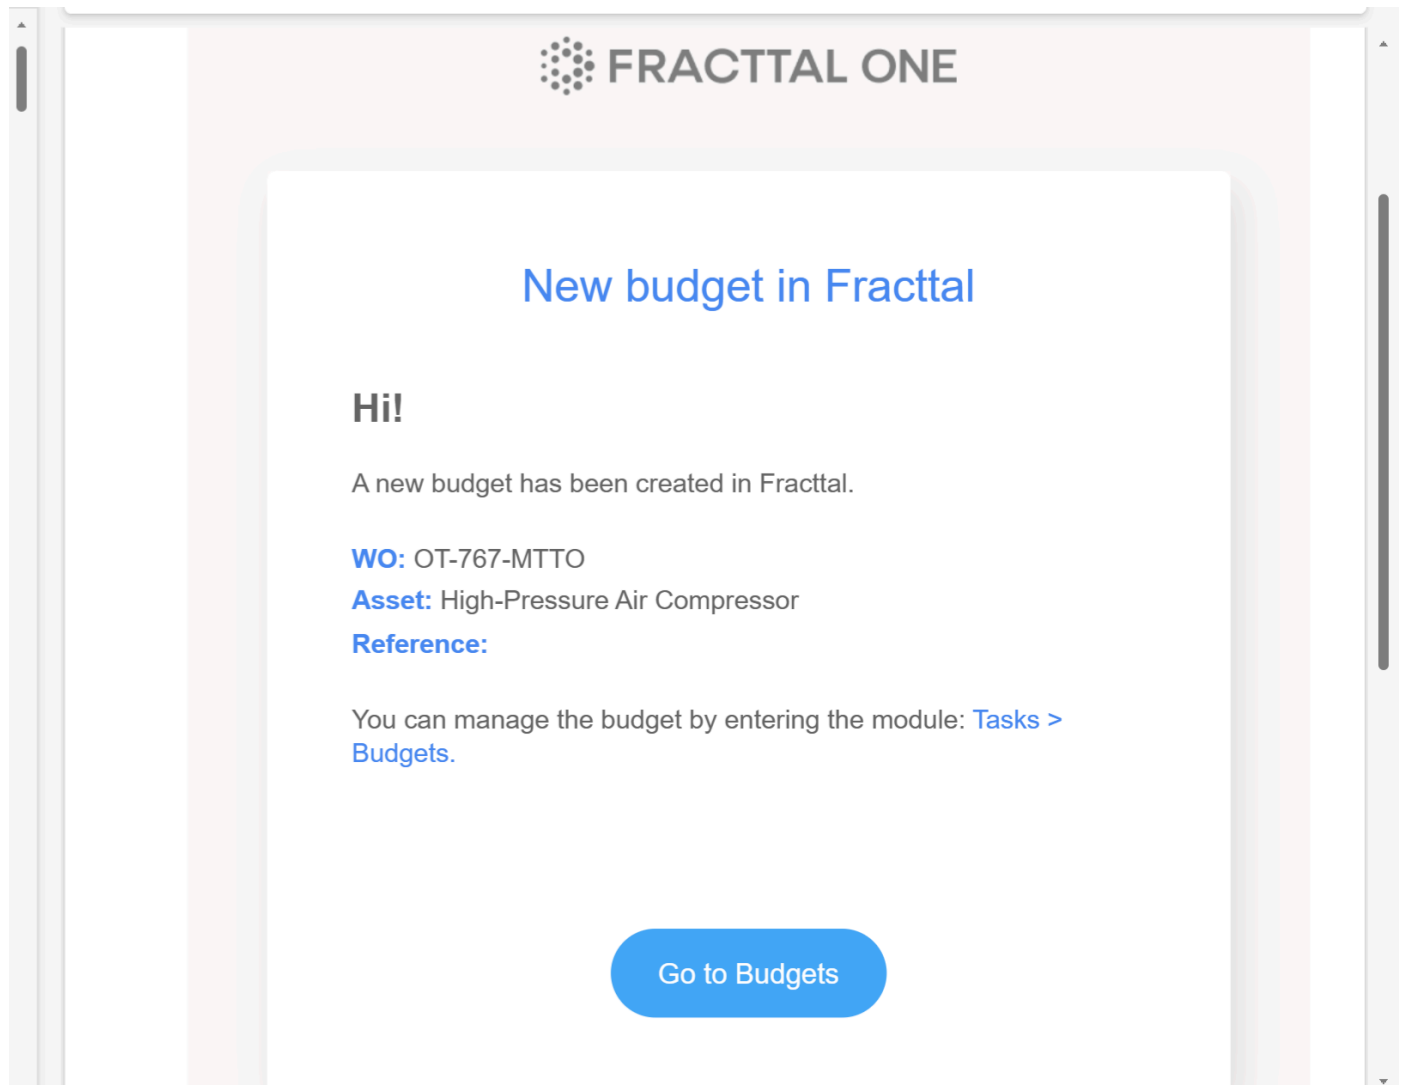 FRACTTAL ONE
New budget in Fracttal
Hi!
A new budget has been created in Fracttal.
WO: OT-767-MTTO
Asset: High-Pressure Air Compressor
Reference:
You can manage the budget by entering the module: Tasks >
Budgets.
Go to Budgets